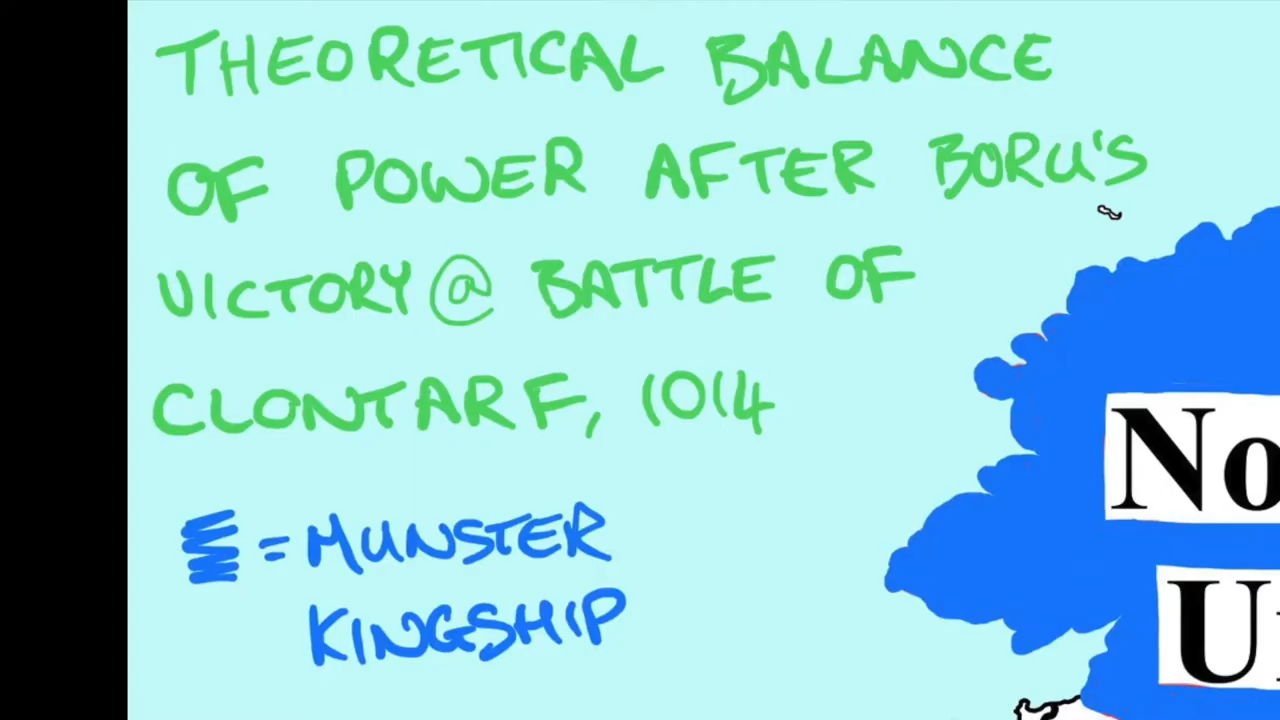 THEORETICAL BALANCE
OF POWER AFTER BORU'S
VICTORY @ BATTLE OF
CLONTARF, 1014
= MUNSTER
KINGSHIP
No
U